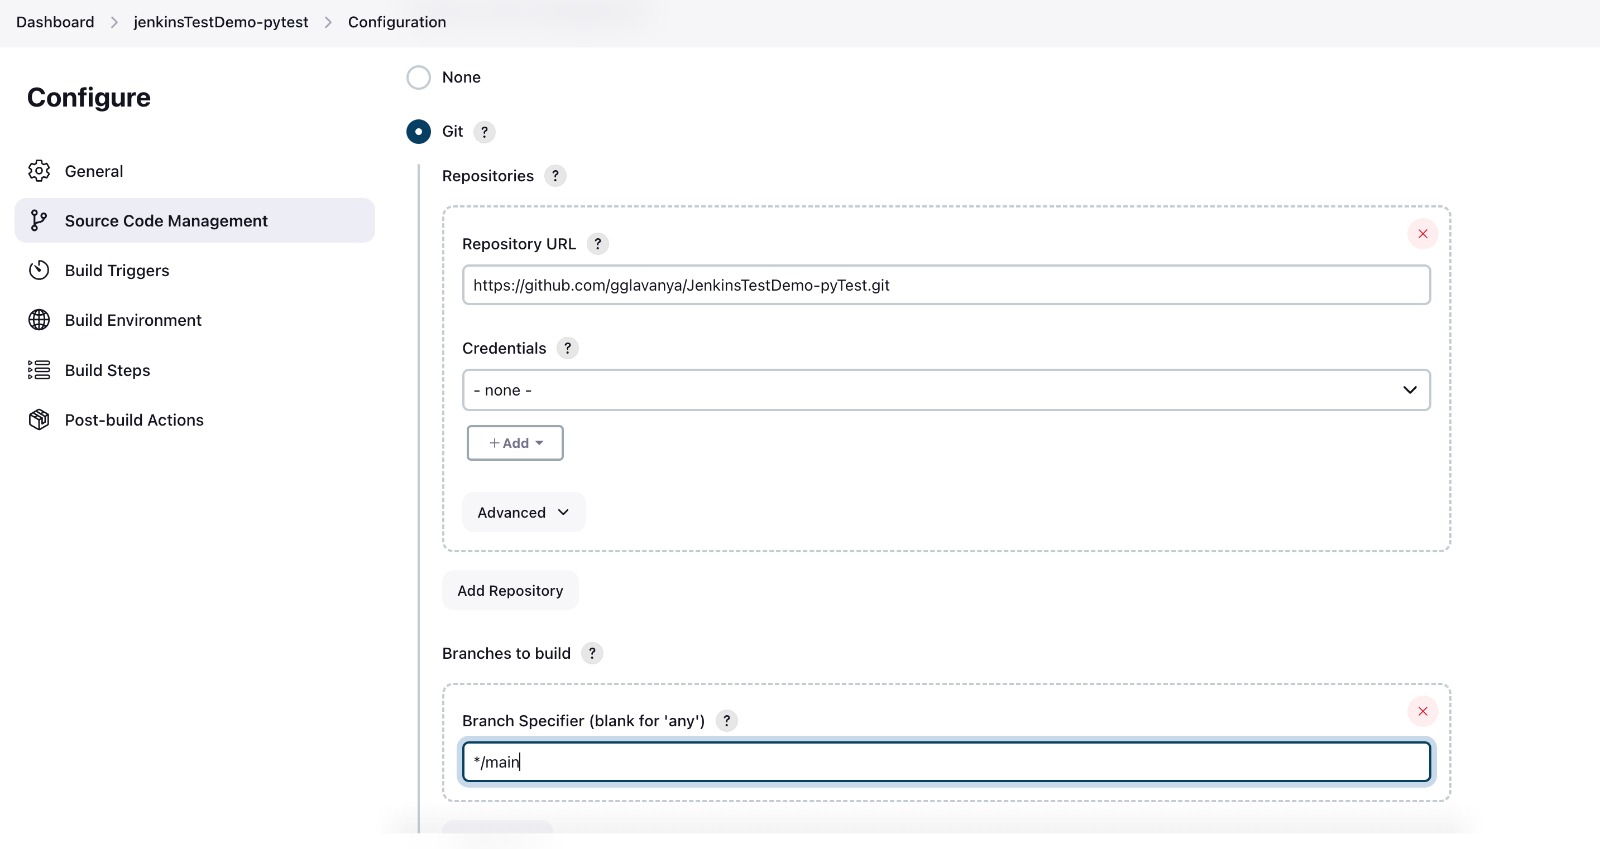 Dashboard > jenkinsTestDemo-pytest > Configuration
Configure
General
Source Code Management
Build Triggers
Build Environment
Build Steps
Post-build Actions
None
Git ?
Repositories ?
Repository URL ?
https://github.com/gglavanya/JenkinsTestDemo-pyTest.git
Credentials ?
- none -
+ Add
Advanced
Add Repository
Branches to build ?
Branch Specifier (blank for 'any') ?
*/main